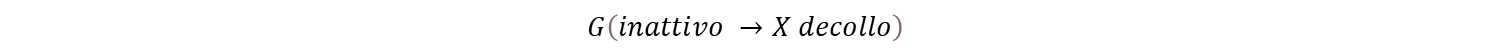 G(inattivo → X decollo)